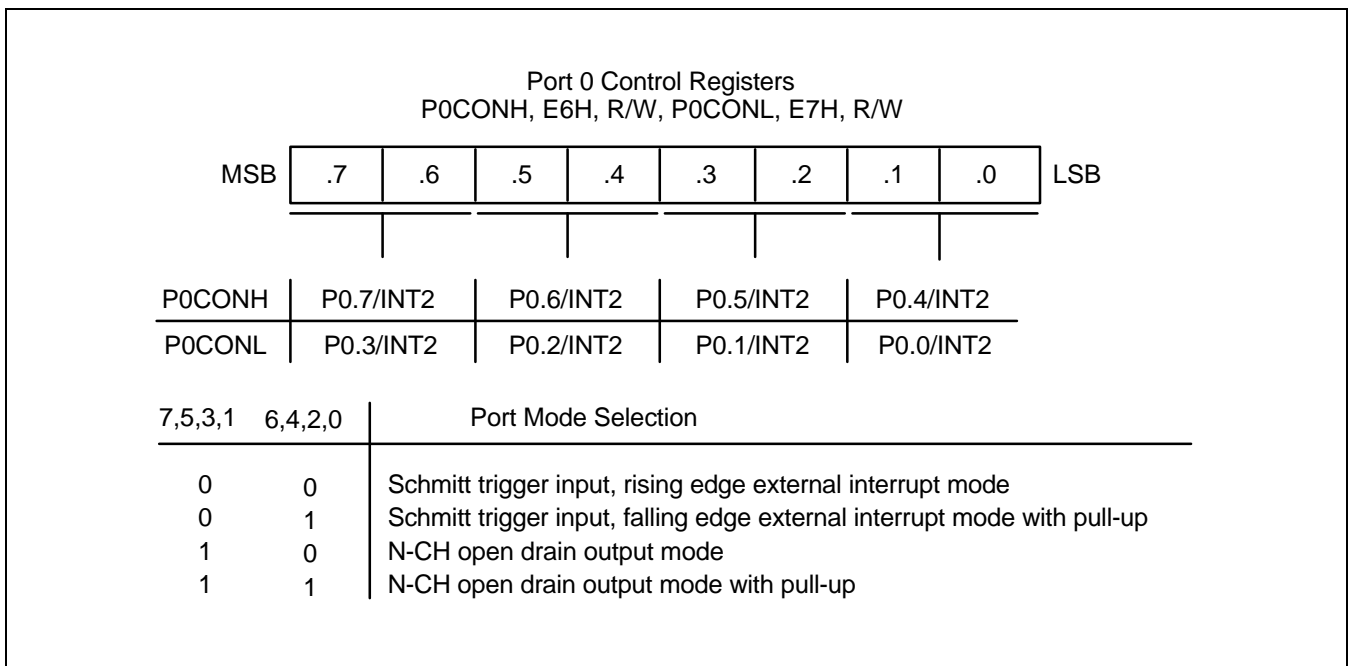 Port 0 Control Registers
P0CONH, E6H, R/W, P0CONL, E7H, R/W
MSB .7 .6 .5 .4 .3 .2 .1 .0 LSB
P0CONH P0.7/INT2 P0.6/INT2 P0.5/INT2 P0.4/INT2
P0CONL P0.3/INT2 P0.2/INT2 P0.1/INT2 P0.0/INT2
7,5,3,1 6,4,2,0 Port Mode Selection
0 0 Schmitt trigger input, rising edge external interrupt mode
0 1 Schmitt trigger input, falling edge external interrupt mode with pull-up
1 0 N-CH open drain output mode
1 1 N-CH open drain output mode with pull-up